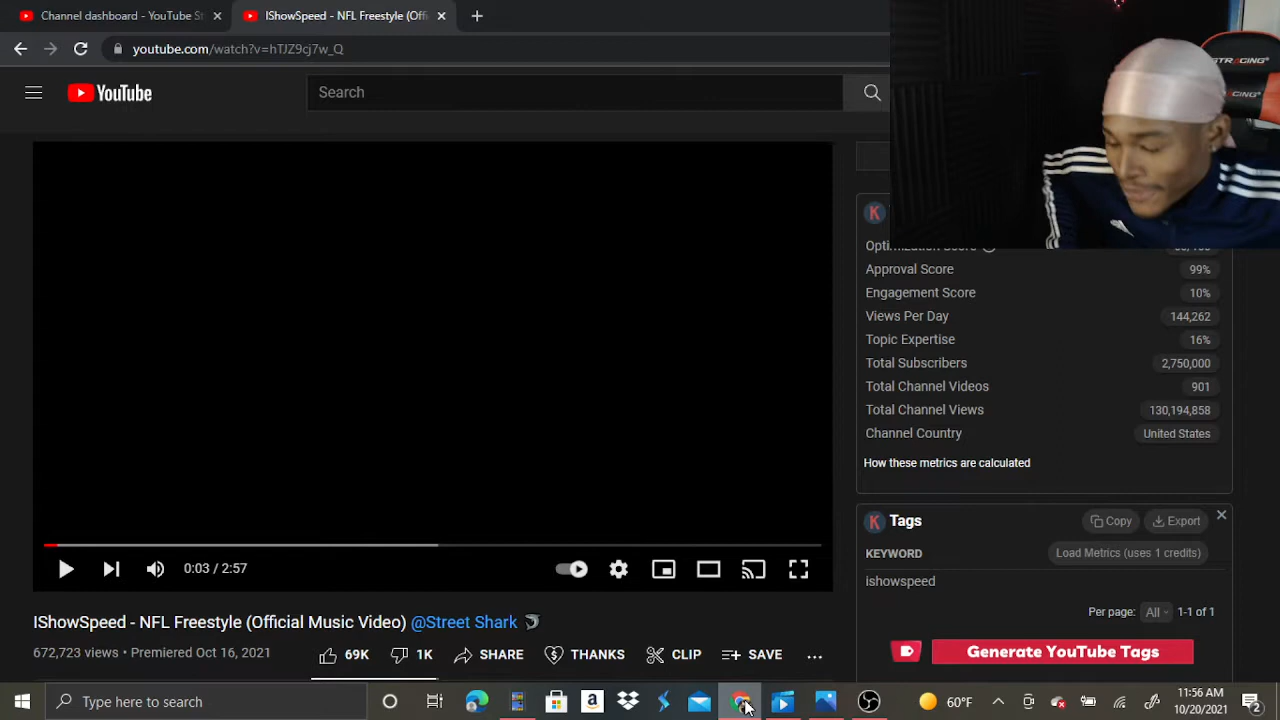 Channel dashboard - YouTube St
IShowSpeed - NFL Freestyle (Offi
youtube.com/watch?v=hTJZ9cj7w_Q
YouTube
Search
GTRACING
Optimization Score
Approval Score 99%
Engagement Score 10%
Views Per Day 144,262
Topic Expertise 16%
Total Subscribers 2,750,000
Total Channel Videos 901
Total Channel Views 130,194,858
Channel Country United States
How these metrics are calculated
K Tags Copy Export
KEYWORD Load Metrics (uses 1 credits)
ishowspeed
Per page: All 1-1 of 1
Generate YouTube Tags
0:03 / 2:57
IShowSpeed - NFL Freestyle (Official Music Video) @Street Shark
672,723 views • Premiered Oct 16, 2021
69K 1K SHARE THANKS CLIP SAVE ...
Type here to search
60°F
11:56 AM
10/20/2021
2